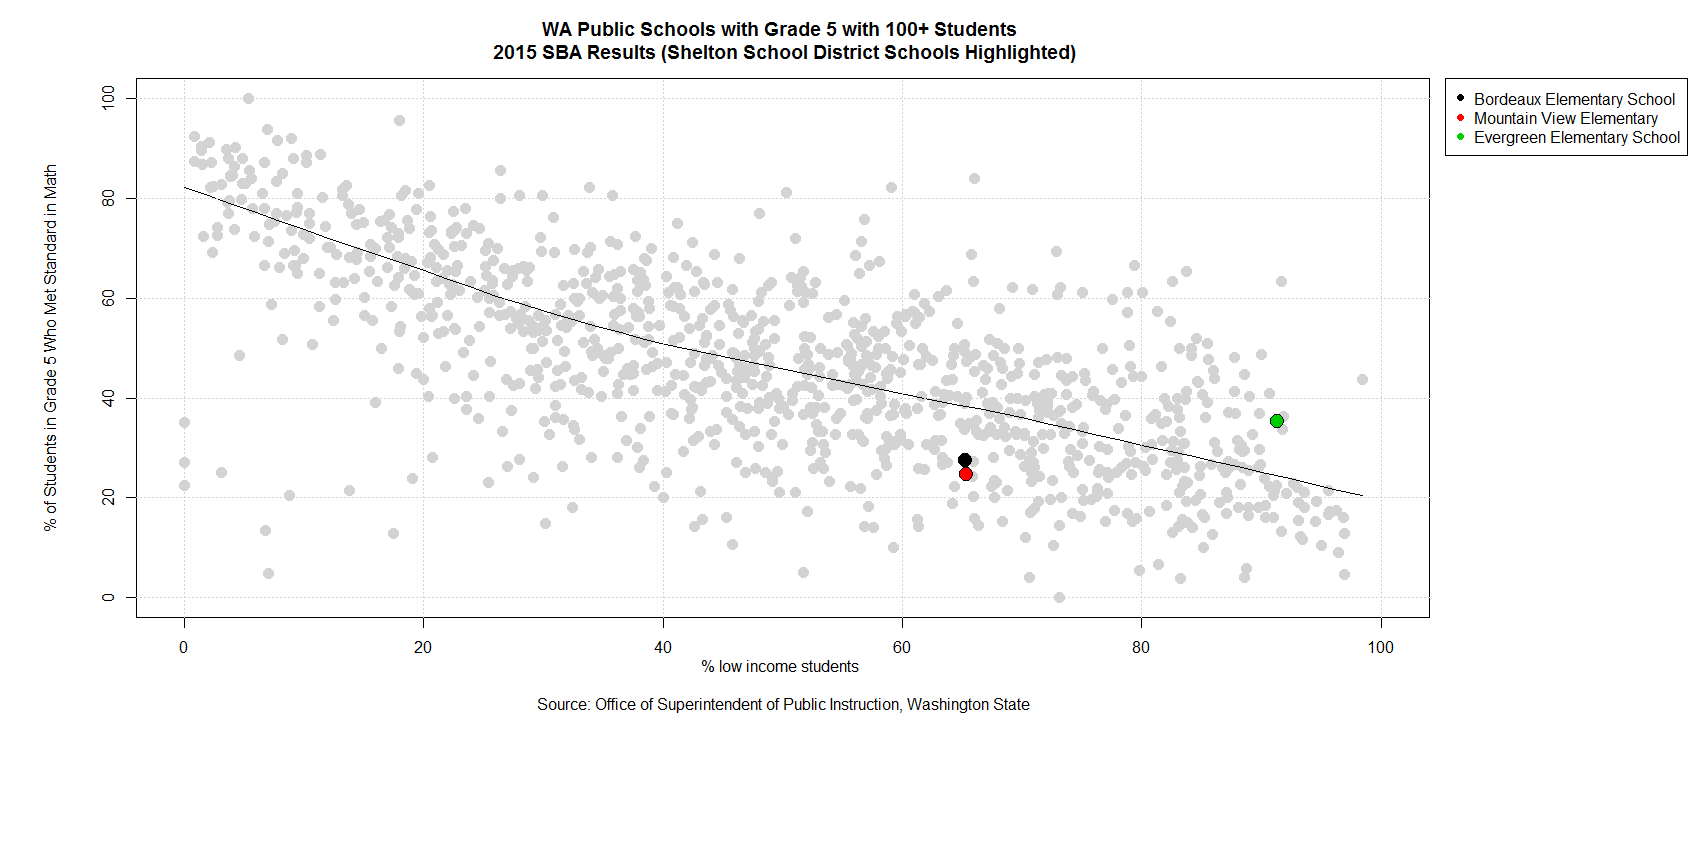 WA Public Schools with Grade 5 with 100+ Students
2015 SBA Results (Shelton School District Schools Highlighted)
Bordeaux Elementary School
Mountain View Elementary
Evergreen Elementary School
% of Students in Grade 5 Who Met Standard in Math
100
80
60
40
20
0
0 20 40 60 80 100
% low income students
Source: Office of Superintendent of Public Instruction, Washington State